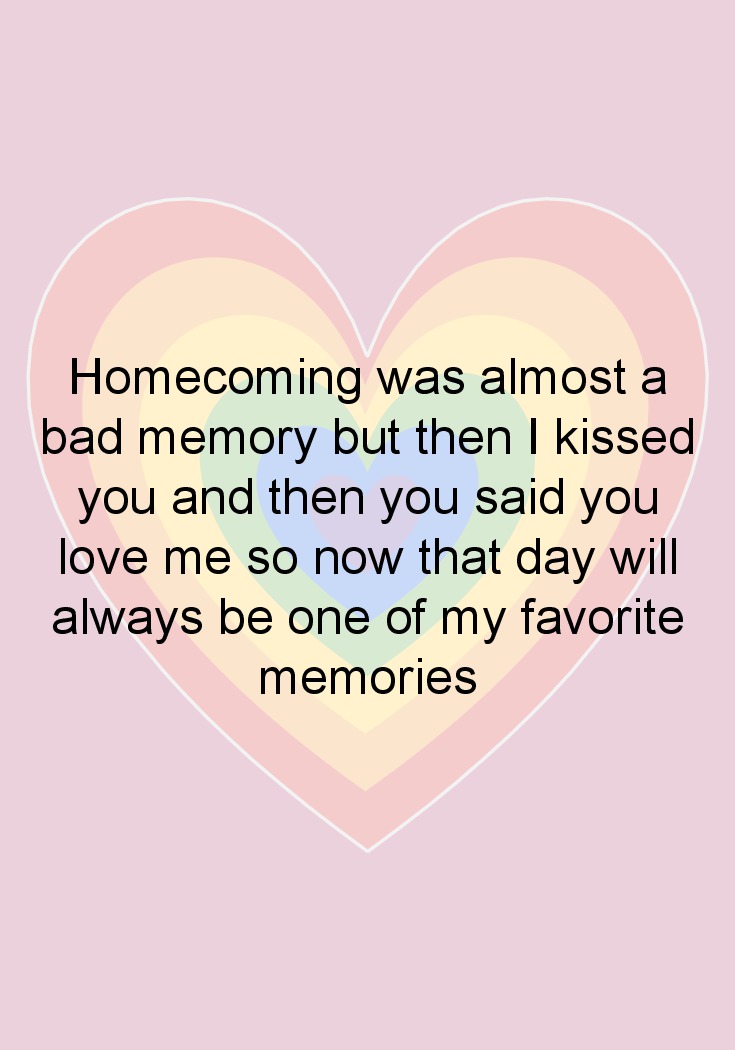 Homecoming was almost a
bad memory but then I kissed
you and then you said you
love me so now that day will
always be one of my favorite
memories